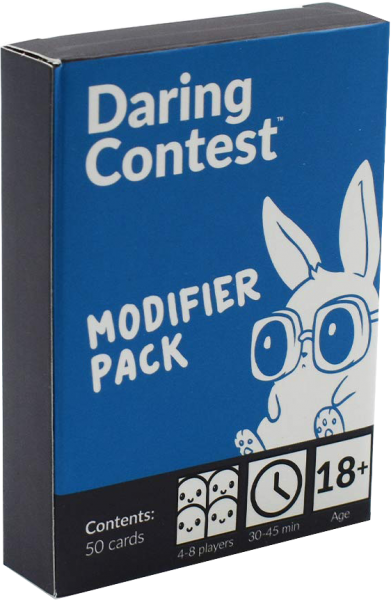 Daring
Contest™
MODIFIER
PACK
Contents:
50 cards
4-8 players
30-45 min
18+
Age